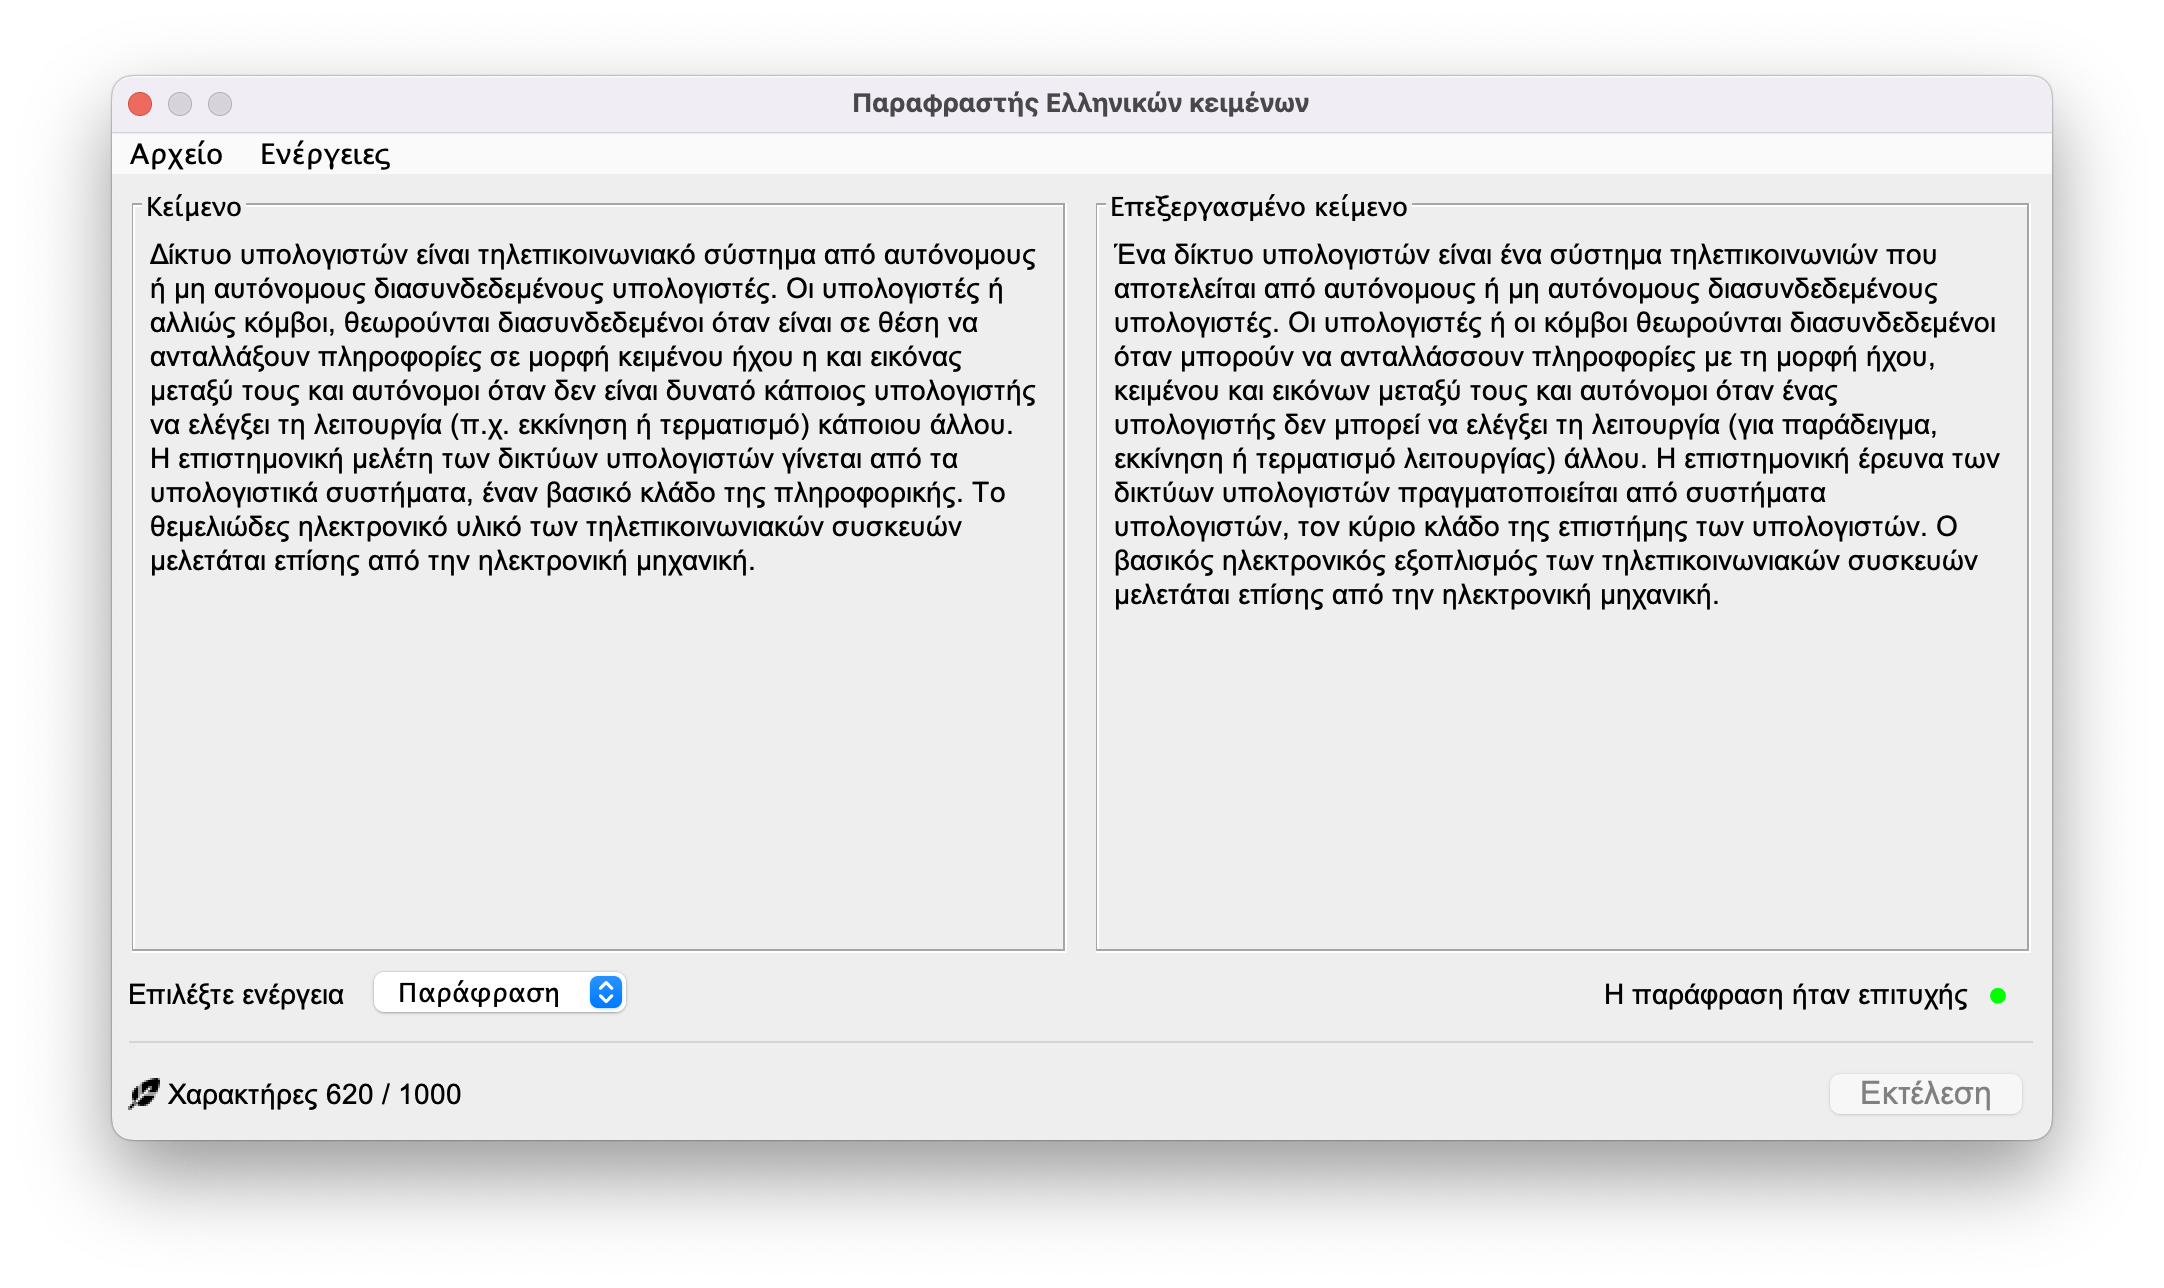 Παραφραστής Ελληνικών κειμένων
Αρχείο Ενέργειες
Κείμενο
Δίκτυο υπολογιστών είναι τηλεπικοινωνιακό σύστημα από αυτόνομους
ή μη αυτόνομους διασυνδεδεμένους υπολογιστές. Οι υπολογιστές ή
αλλιώς κόμβοι, θεωρούνται διασυνδεδεμένοι όταν είναι σε θέση να
ανταλλάξουν πληροφορίες σε μορφή κειμένου ήχου η και εικόνας
μεταξύ τους και αυτόνομοι όταν δεν είναι δυνατό κάποιος υπολογιστής
να ελέγξει τη λειτουργία (π.χ. εκκίνηση ή τερματισμό) κάποιου άλλου.
Η επιστημονική μελέτη των δικτύων υπολογιστών γίνεται από τα
υπολογιστικά συστήματα, έναν βασικό κλάδο της πληροφορικής. Το
θεμελιώδες ηλεκτρονικό υλικό των τηλεπικοινωνιακών συσκευών
μελετάται επίσης από την ηλεκτρονική μηχανική.
Επεξεργασμένο κείμενο
Ένα δίκτυο υπολογιστών είναι ένα σύστημα τηλεπικοινωνιών που
αποτελείται από αυτόνομους ή μη αυτόνομους διασυνδεδεμένους
υπολογιστές. Οι υπολογιστές ή οι κόμβοι θεωρούνται διασυνδεδεμένοι
όταν μπορούν να ανταλλάσσουν πληροφορίες με τη μορφή ήχου,
κειμένου και εικόνων μεταξύ τους και αυτόνομοι όταν ένας
υπολογιστής δεν μπορεί να ελέγξει τη λειτουργία (για παράδειγμα,
εκκίνηση ή τερματισμό λειτουργίας) άλλου. Η επιστημονική έρευνα των
δικτύων υπολογιστών πραγματοποιείται από συστήματα
υπολογιστών, τον κύριο κλάδο της επιστήμης των υπολογιστών. Ο
βασικός ηλεκτρονικός εξοπλισμός των τηλεπικοινωνιακών συσκευών
μελετάται επίσης από την ηλεκτρονική μηχανική.
Επιλέξτε ενέργεια Παράφραση
Η παράφραση ήταν επιτυχής
Χαρακτήρες 620 / 1000
Εκτέλεση